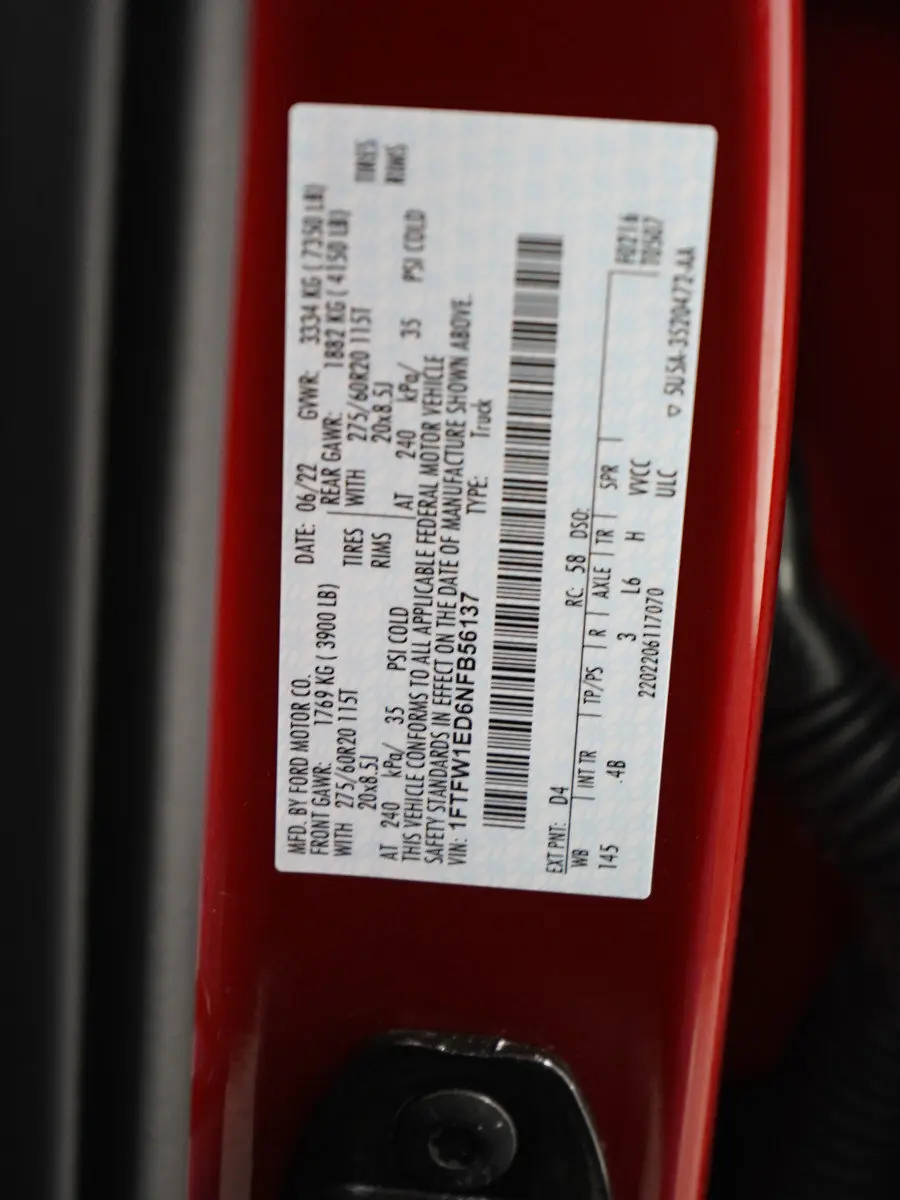 MFD. BY FORD MOTOR CO. DATE: 06/22 GVWR: 3334 KG ( 7350 LB)
FRONT GAWR: 1769 KG ( 3900 LB) REAR GAWR: 1882 KG ( 4150 LB)
WITH 275/60R20 115T TIRES WITH 275/60R20 115T TIRES
20x8.5J RIMS 20x8.5J RIMS
AT 240 kPa/ 35 PSI COLD AT 240 kPa/ 35 PSI COLD
THIS VEHICLE CONFORMS TO ALL APPLICABLE FEDERAL MOTOR VEHICLE
SAFETY STANDARDS IN EFFECT ON THE DATE OF MANUFACTURE SHOWN ABOVE.
VIN: 1FTFW1ED6NFB56137 TYPE: Truck
EXT PNT: D4 RC: 58 DSO: F0216
WB INT TR TP/PS R AXLE TR SPR T0507
145 .4B 3 L6 H VVCC
2202206117070 ULC
▽ 5U5A-3S20472-AA